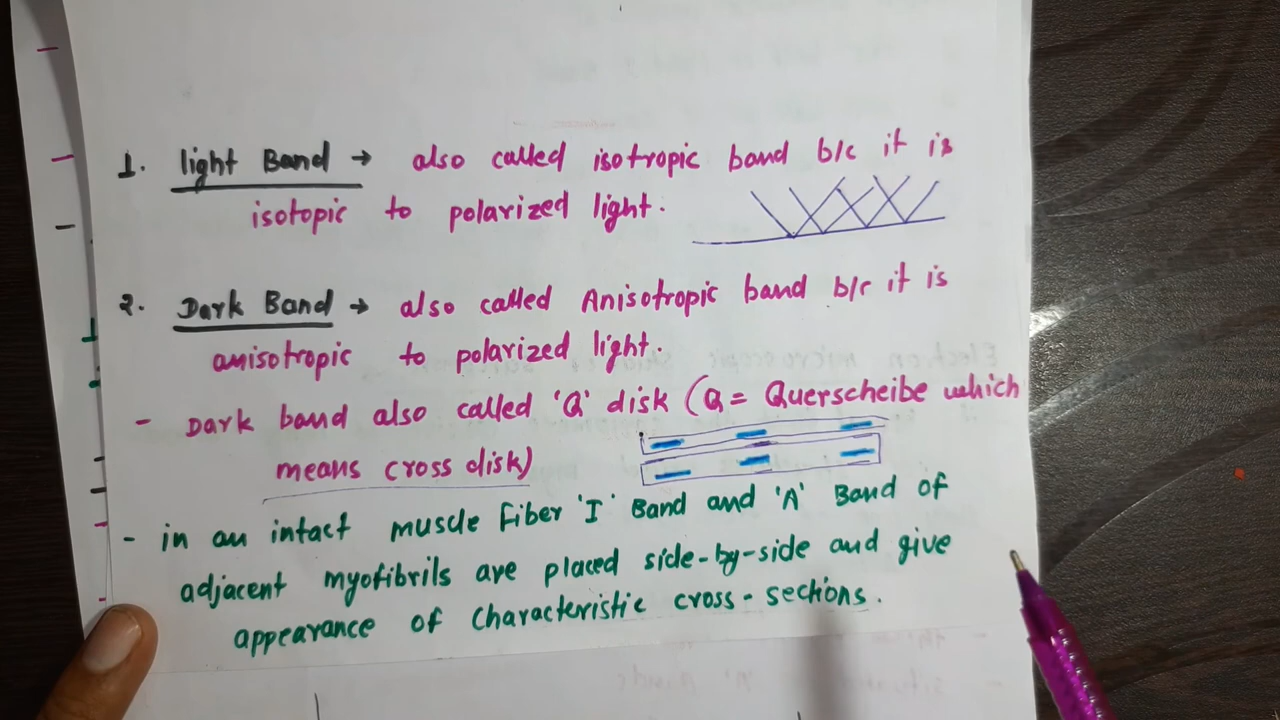 1. light Band → also called isotropic band b/c it is
isotopic to polarized light.
2. Dark Band → also called Anisotropic band b/c it is
anisotropic to polarized light.
- Dark band also called 'Q' disk (Q = Querscheibe which
means cross disk)
- in an intact muscle fiber 'I' Band and 'A' Band of
adjacent myofibrils are placed side-by-side and give
appearance of characteristic cross-sections.